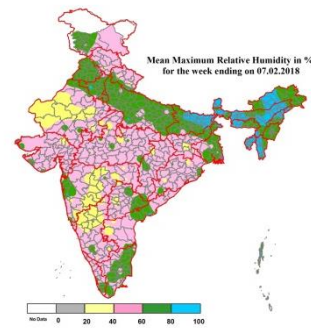 Mean Maximum Relative Humidity in %
for the week ending on 07.02.2018
No Data 0 20 40 60 80 100